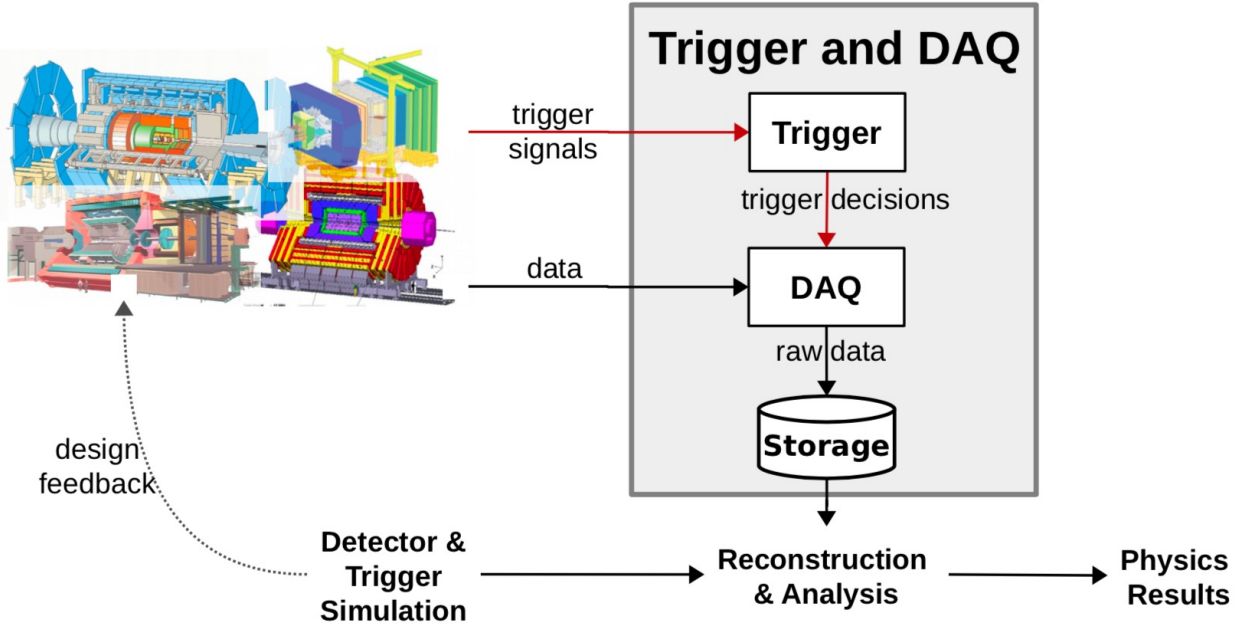 Trigger and DAQ
trigger
signals
Trigger
trigger decisions
data
DAQ
raw data
Storage
design
feedback
Detector &
Trigger
Simulation
Reconstruction
& Analysis
Physics
Results